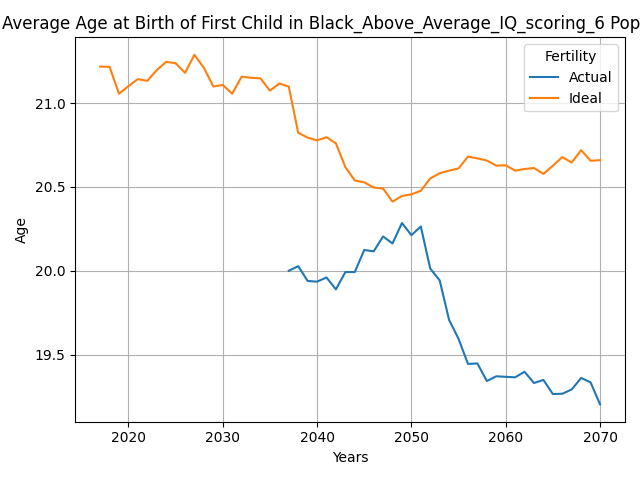 Average Age at Birth of First Child in Black_Above_Average_IQ_scoring_6 Pop
Fertility
Actual
Ideal
21.0
20.5
20.0
19.5
Age
2020 2030 2040 2050 2060 2070
Years